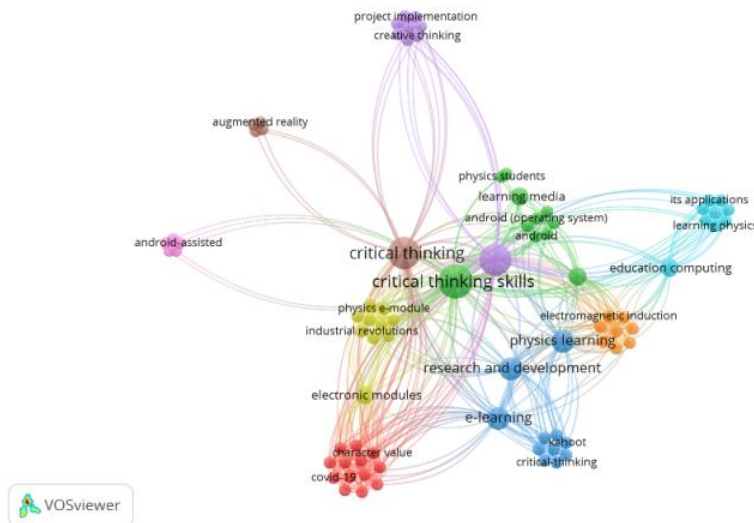 project implementation
creative thinking
augmented reality
physics students
learning media
its applications
android (operating system)
learning physics
android
android-assisted
critical thinking
education computing
critical thinking skills
physics e-module
electromagnetic induction
industrial revolutions
physics learning
research and development
electronic modules
e-learning
kahoot
character value
critical-thinking
covid-19
VOSviewer